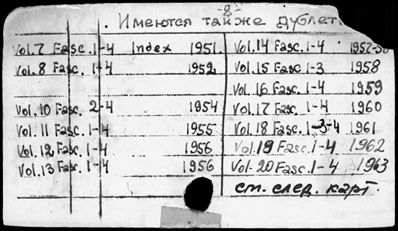 -2-
. Имеются также дублет
Vol.7 Fasc. 1-4 Index 1951.
Vol.8 Fasc. 1-4 1952
Vol.10 Fasc. 2-4 1954
Vol.11 Fasc. 1-4 1955
Vol.12 Fasc. 1-4 1956
Vol.13 Fasc. 1-4 1956
Vol.14 Fasc. 1-4
Vol.15 Fasc. 1-3 1958
Vol.16 Fasc. 1-4 1959
Vol.17 Fasc. 1-4 1960
Vol.18 Fasc. 1-3-4 1961
Vol.19 Fasc. 1-4 1962
Vol-20 Fasc. 1-4 1963
см. след. карт.